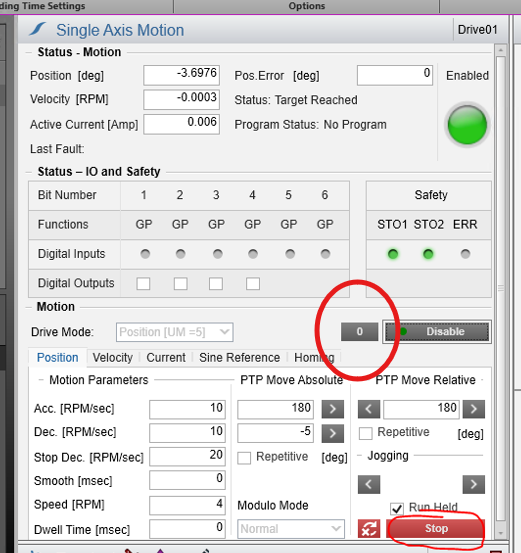 ding Time Settings Options
Single Axis Motion Drive01
Status - Motion
Position [deg] -3.6976 Pos.Error [deg] 0 Enabled
Velocity [RPM] -0.0003 Status: Target Reached
Active Current [Amp] 0.006 Program Status: No Program
Last Fault:
Status – IO and Safety
Bit Number 1 2 3 4 5 6 Safety
Functions GP GP GP GP GP GP STO1 STO2 ERR
Digital Inputs
Digital Outputs
Motion
Drive Mode: Position [UM =5] 0 Disable
Position Velocity Current Sine Reference Homing
Motion Parameters PTP Move Absolute PTP Move Relative
Acc. [RPM/sec] 10 180 > < 180 >
Dec. [RPM/sec] 10 -5 > Repetitive [deg]
Stop Dec. [RPM/sec] 20 Repetitive [deg] Jogging
Smooth [msec] 0 < >
Speed [RPM] 4 Modulo Mode Run Held
Dwell Time [msec] 0 Normal Stop